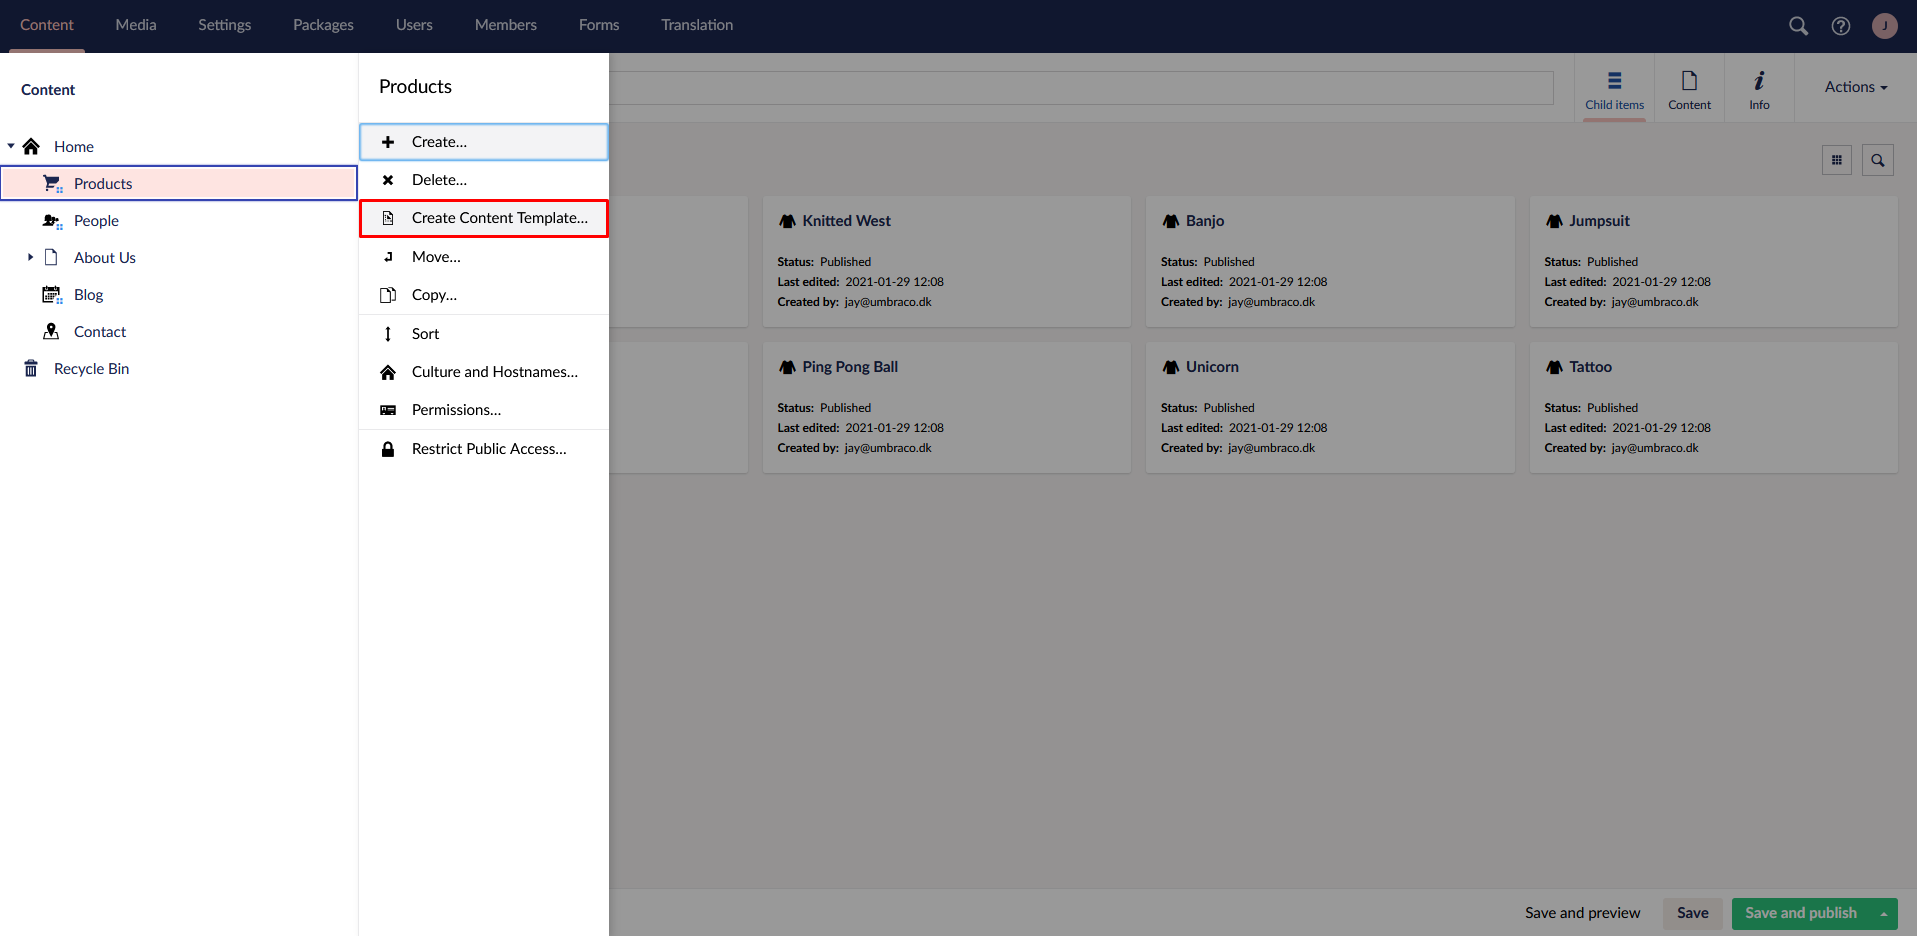 Content Media Settings Packages Users Members Forms Translation J
Content
Home
Products
People
About Us
Blog
Contact
Recycle Bin
Products
Create...
Delete...
Create Content Template...
Move...
Copy...
Sort
Culture and Hostnames...
Permissions...
Restrict Public Access...
Child items Content Info Actions
Knitted West
Status: Published
Last edited: 2021-01-29 12:08
Created by: jay@umbraco.dk
Banjo
Status: Published
Last edited: 2021-01-29 12:08
Created by: jay@umbraco.dk
Jumpsuit
Status: Published
Last edited: 2021-01-29 12:08
Created by: jay@umbraco.dk
Ping Pong Ball
Status: Published
Last edited: 2021-01-29 12:08
Created by: jay@umbraco.dk
Unicorn
Status: Published
Last edited: 2021-01-29 12:08
Created by: jay@umbraco.dk
Tattoo
Status: Published
Last edited: 2021-01-29 12:08
Created by: jay@umbraco.dk
Save and preview Save Save and publish